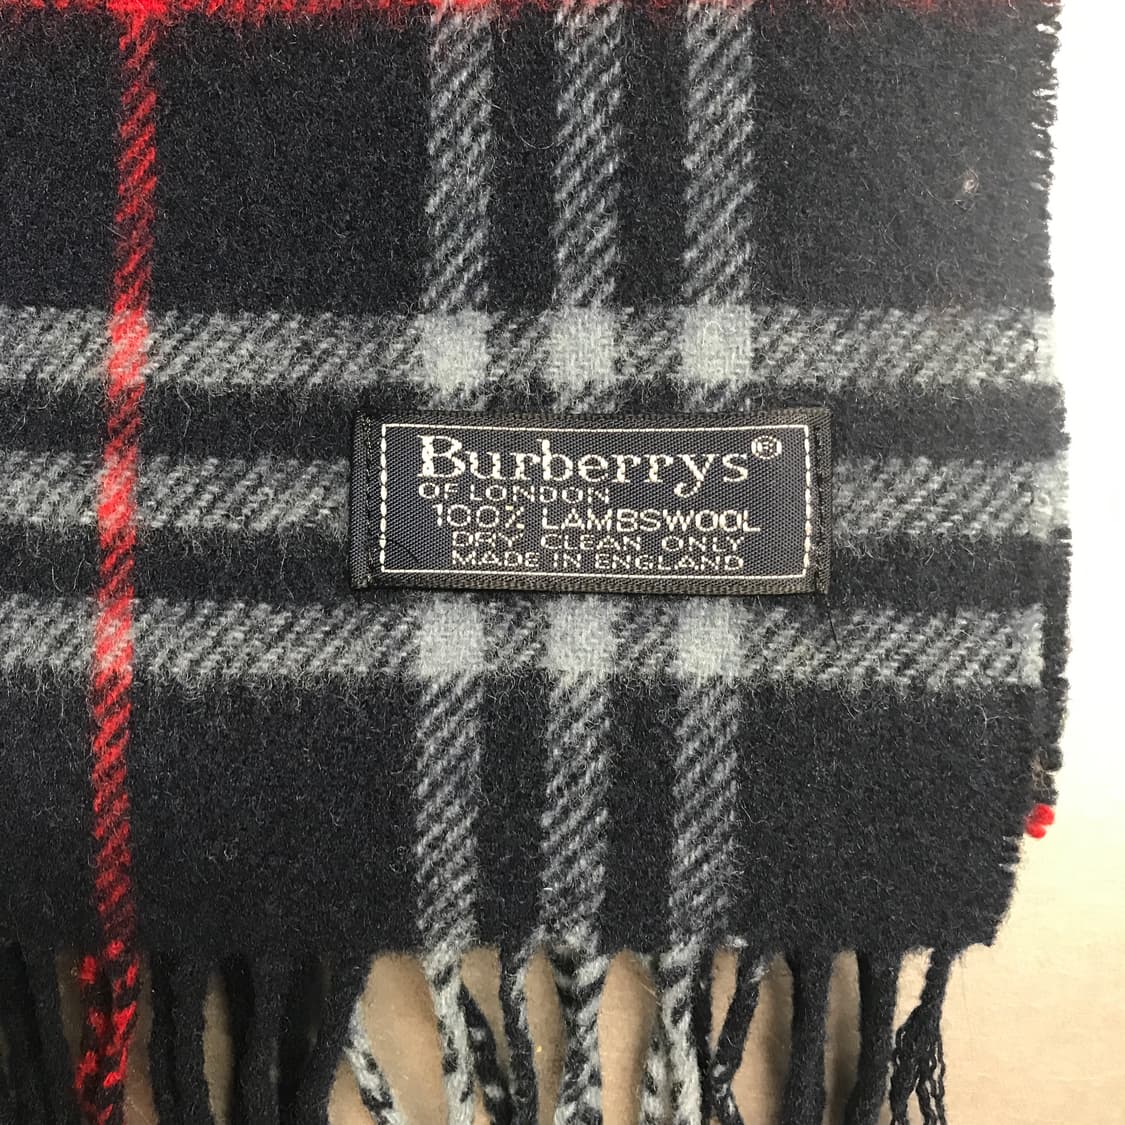 Burberrys®
OF LONDON
100% LAMBSWOOL
DRY CLEAN ONLY
MADE IN ENGLAND